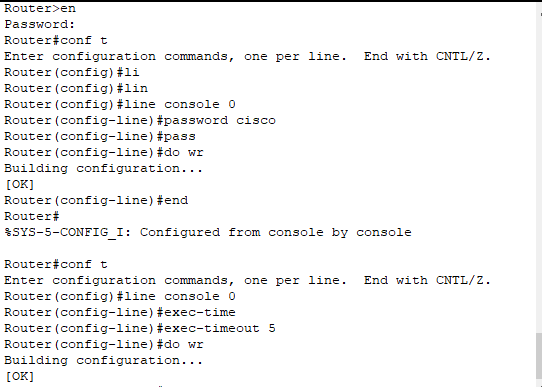 Router>en
Password:
Router#conf t
Enter configuration commands, one per line.  End with CNTL/Z.
Router(config)#li
Router(config)#lin
Router(config)#line console 0
Router(config-line)#password cisco
Router(config-line)#pass
Router(config-line)#do wr
Building configuration...
[OK]
Router(config-line)#end
Router#
%SYS-5-CONFIG_I: Configured from console by console
Router#conf t
Enter configuration commands, one per line.  End with CNTL/Z.
Router(config)#line console 0
Router(config-line)#exec-time
Router(config-line)#exec-timeout 5
Router(config-line)#do wr
Building configuration...
[OK]